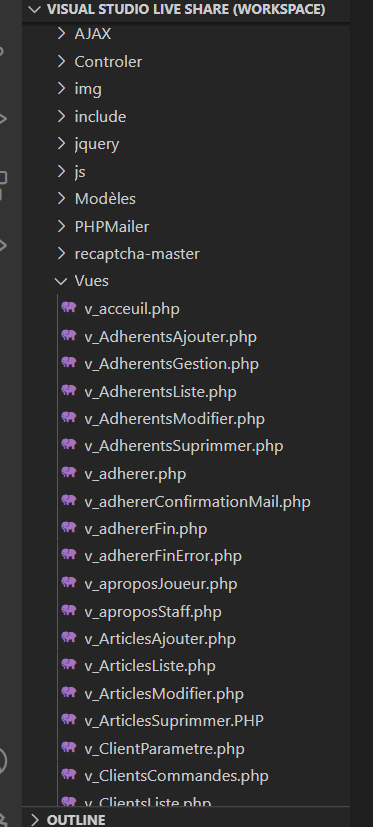 VISUAL STUDIO LIVE SHARE (WORKSPACE)
AJAX
Controler
img
include
jquery
js
Modèles
PHPMailer
recaptcha-master
Vues
v_acceuil.php
v_AdherentsAjouter.php
v_AdherentsGestion.php
v_AdherentsListe.php
v_AdherentsModifier.php
v_AdherentsSuprimmer.php
v_adherer.php
v_adhererConfirmationMail.php
v_adhererFin.php
v_adhererFinError.php
v_aproposJoueur.php
v_aproposStaff.php
v_ArticlesAjouter.php
v_ArticlesListe.php
v_ArticlesModifier.php
v_ArticlesSuprimmer.PHP
v_ClientParametre.php
v_ClientsCommandes.php
v_ClientsListe.php
OUTLINE